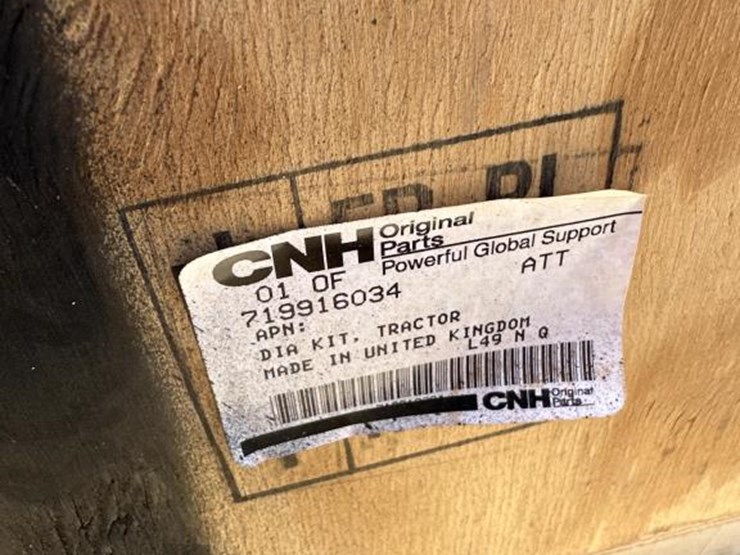 CNH Original Parts
Powerful Global Support
01 OF ATT
719916034
APN:
DIA KIT, TRACTOR
MADE IN UNITED KINGDOM
L49 N Q
CNH Original Parts